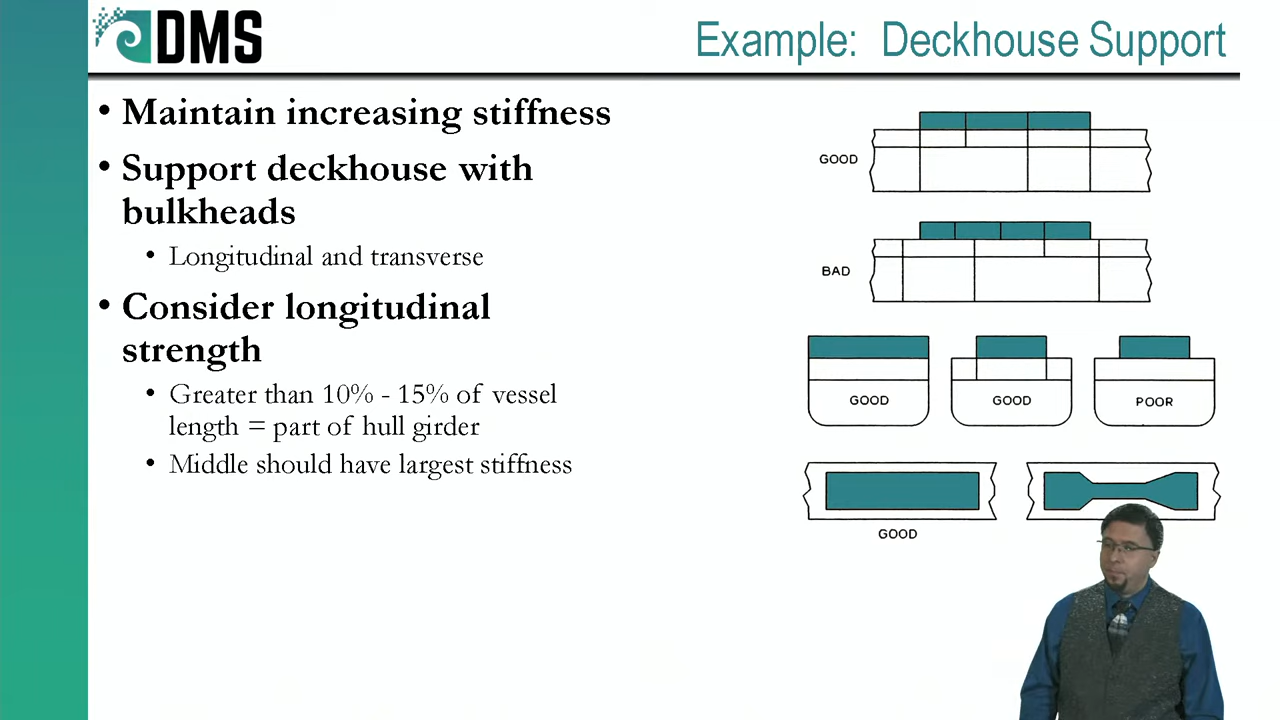 DMS
Example: Deckhouse Support
• Maintain increasing stiffness
• Support deckhouse with
bulkheads
• Longitudinal and transverse
• Consider longitudinal
strength
• Greater than 10% - 15% of vessel
length = part of hull girder
• Middle should have largest stiffness
GOOD
BAD
GOOD
GOOD
POOR
GOOD